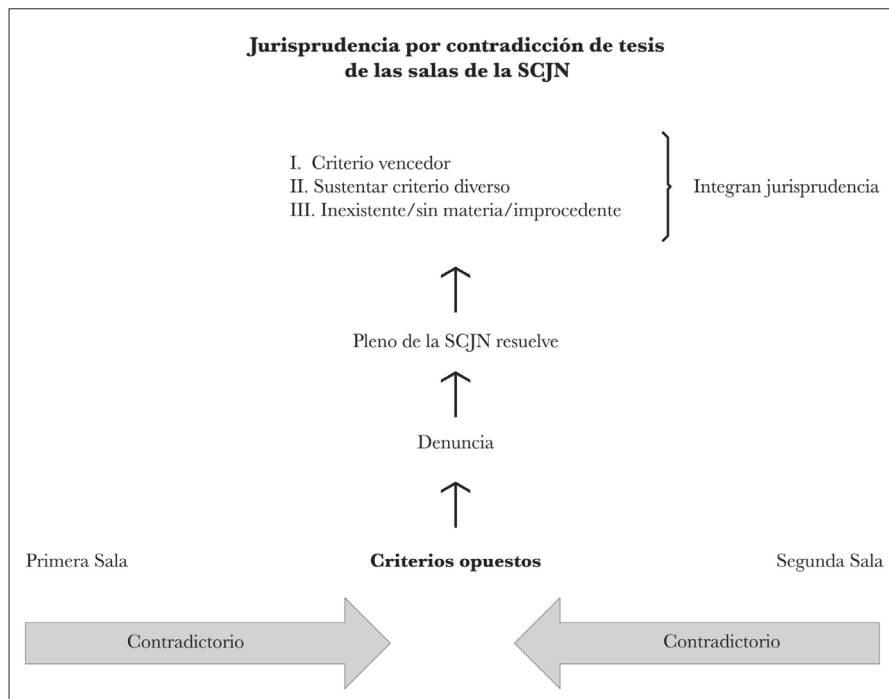 Jurisprudencia por contradicción de tesis
de las salas de la SCJN
I. Criterio vencedor
II. Sustentar criterio diverso
III. Inexistente/sin materia/improcedente
Integran jurisprudencia
Pleno de la SCJN resuelve
Denuncia
Primera Sala
Criterios opuestos
Segunda Sala
Contradictorio
Contradictorio